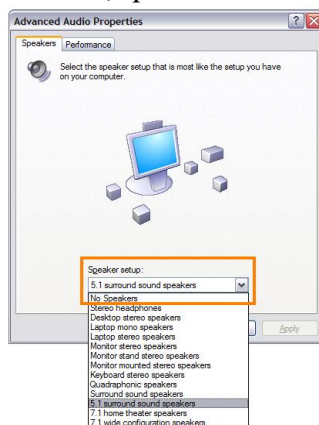 Advanced Audio Properties
Speakers Performance
Select the speaker setup that is most like the setup you have
on your computer.
Speaker setup:
5.1 surround sound speakers
No Speakers
Stereo headphones
Desktop stereo speakers
Laptop mono speakers
Laptop stereo speakers
Monitor stereo speakers
Monitor stand stereo speakers
Monitor mounted stereo speakers
Keyboard stereo speakers
Quadraphonic speakers
Surround sound speakers
5.1 surround sound speakers
7.1 home theater speakers
7.1 wide configuration speakers
Apply